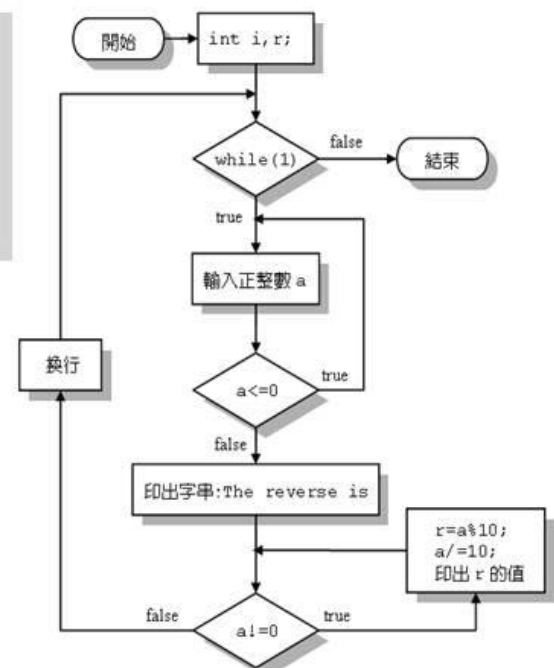 開始
int i,r;
while(1)
false
結束
true
輸入正整數 a
換行
a<=0
true
false
印出字串:The reverse is
r=a%10;
a/=10;
印出 r 的值
false
a!=0
true